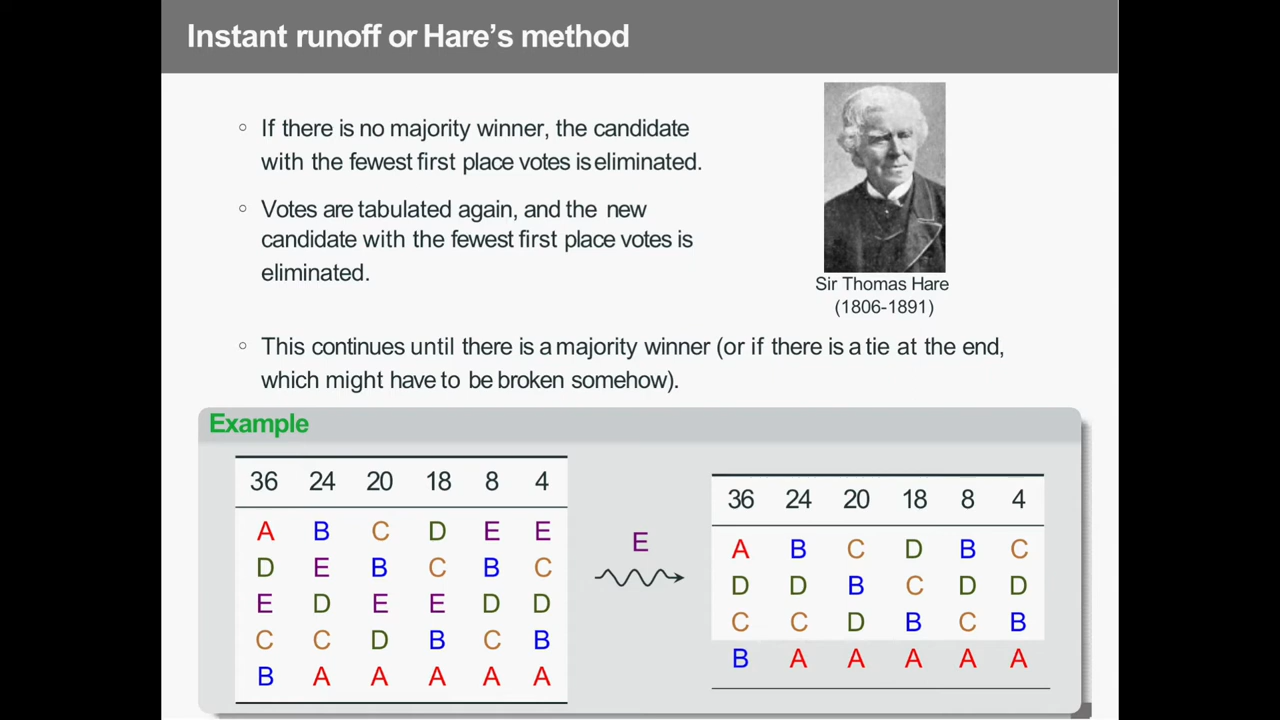 Instant runoff or Hare's method
◦ If there is no majority winner, the candidate
with the fewest first place votes is eliminated.
◦ Votes are tabulated again, and the new
candidate with the fewest first place votes is
eliminated.
Sir Thomas Hare
(1806-1891)
◦ This continues until there is a majority winner (or if there is a tie at the end,
which might have to be broken somehow).
Example
36 24 20 18 8 4
A B C D E E
D E B C B C
E D E E D D
C C D B C B
B A A A A A
E
36 24 20 18 8 4
A B C D B C
D D B C D D
C C D B C B
B A A A A A